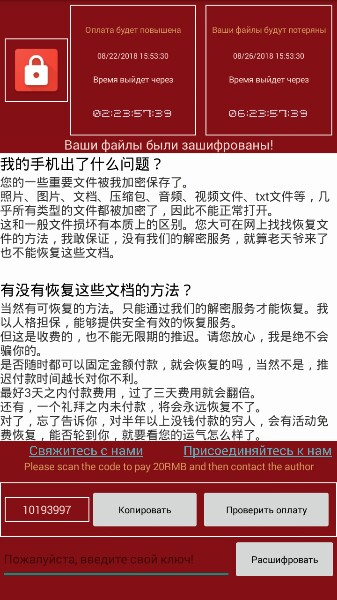 Оплата будет повышена
08/22/2018 15:53:30
Время выйдет через
02:23:57:39
Ваши файлы будут потеряны
08/26/2018 15:53:30
Время выйдет через
06:23:57:39
Ваши файлы были зашифрованы!
我的手机出了什么问题？
您的一些重要文件被我加密保存了。
照片、图片、文档、压缩包、音频、视频文件、txt文件等，几
乎所有类型的文件都被加密了，因此不能正常打开。
这和一般文件损坏有本质上的区别。您大可在网上找找恢复文
件的方法，我敢保证，没有我们的解密服务，就算老天爷来了
也不能恢复这些文档。
有没有恢复这些文档的方法？
当然有可恢复的方法。只能通过我们的解密服务才能恢复。我
以人格担保，能够提供安全有效的恢复服务。
但这是收费的，也不能无限期的推迟。请您放心，我是绝不会
骗你的。
是否随时都可以固定金额付款，就会恢复的吗，当然不是，推
迟付款时间越长对你不利。
最好3天之内付款费用，过了三天费用就会翻倍。
还有，一个礼拜之内未付款，将会永远恢复不了。
对了，忘了告诉你，对半年以上没钱付款的穷人，会有活动免
费恢复，能否轮到你，就要看您的运气怎么样了。
Свяжитесь с нами
Присоединяйтесь к нам
Please scan the code to pay 20RMB and then contact the author
10193997
Копировать
Проверить оплату
Пожалуйста, введите свой ключ!
Расшифровать